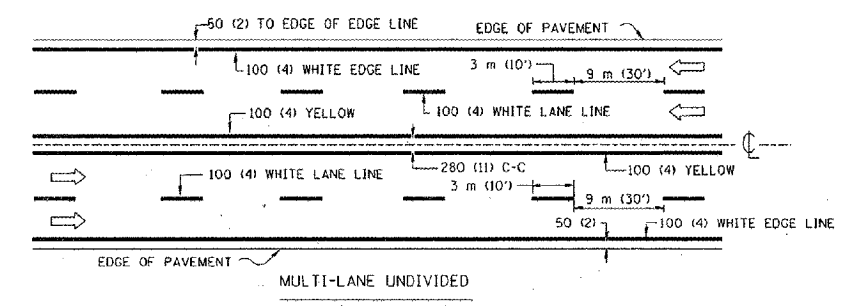 50 (2) TO EDGE OF EDGE LINE
EDGE OF PAVEMENT
100 (4) WHITE EDGE LINE
3 m (10')
9 m (30')
100 (4) YELLOW
100 (4) WHITE LANE LINE
℄
100 (4) WHITE LANE LINE
280 (11) C-C
100 (4) YELLOW
3 m (10')
9 m (30')
50 (2)
100 (4) WHITE EDGE LINE
EDGE OF PAVEMENT
MULTI-LANE UNDIVIDED